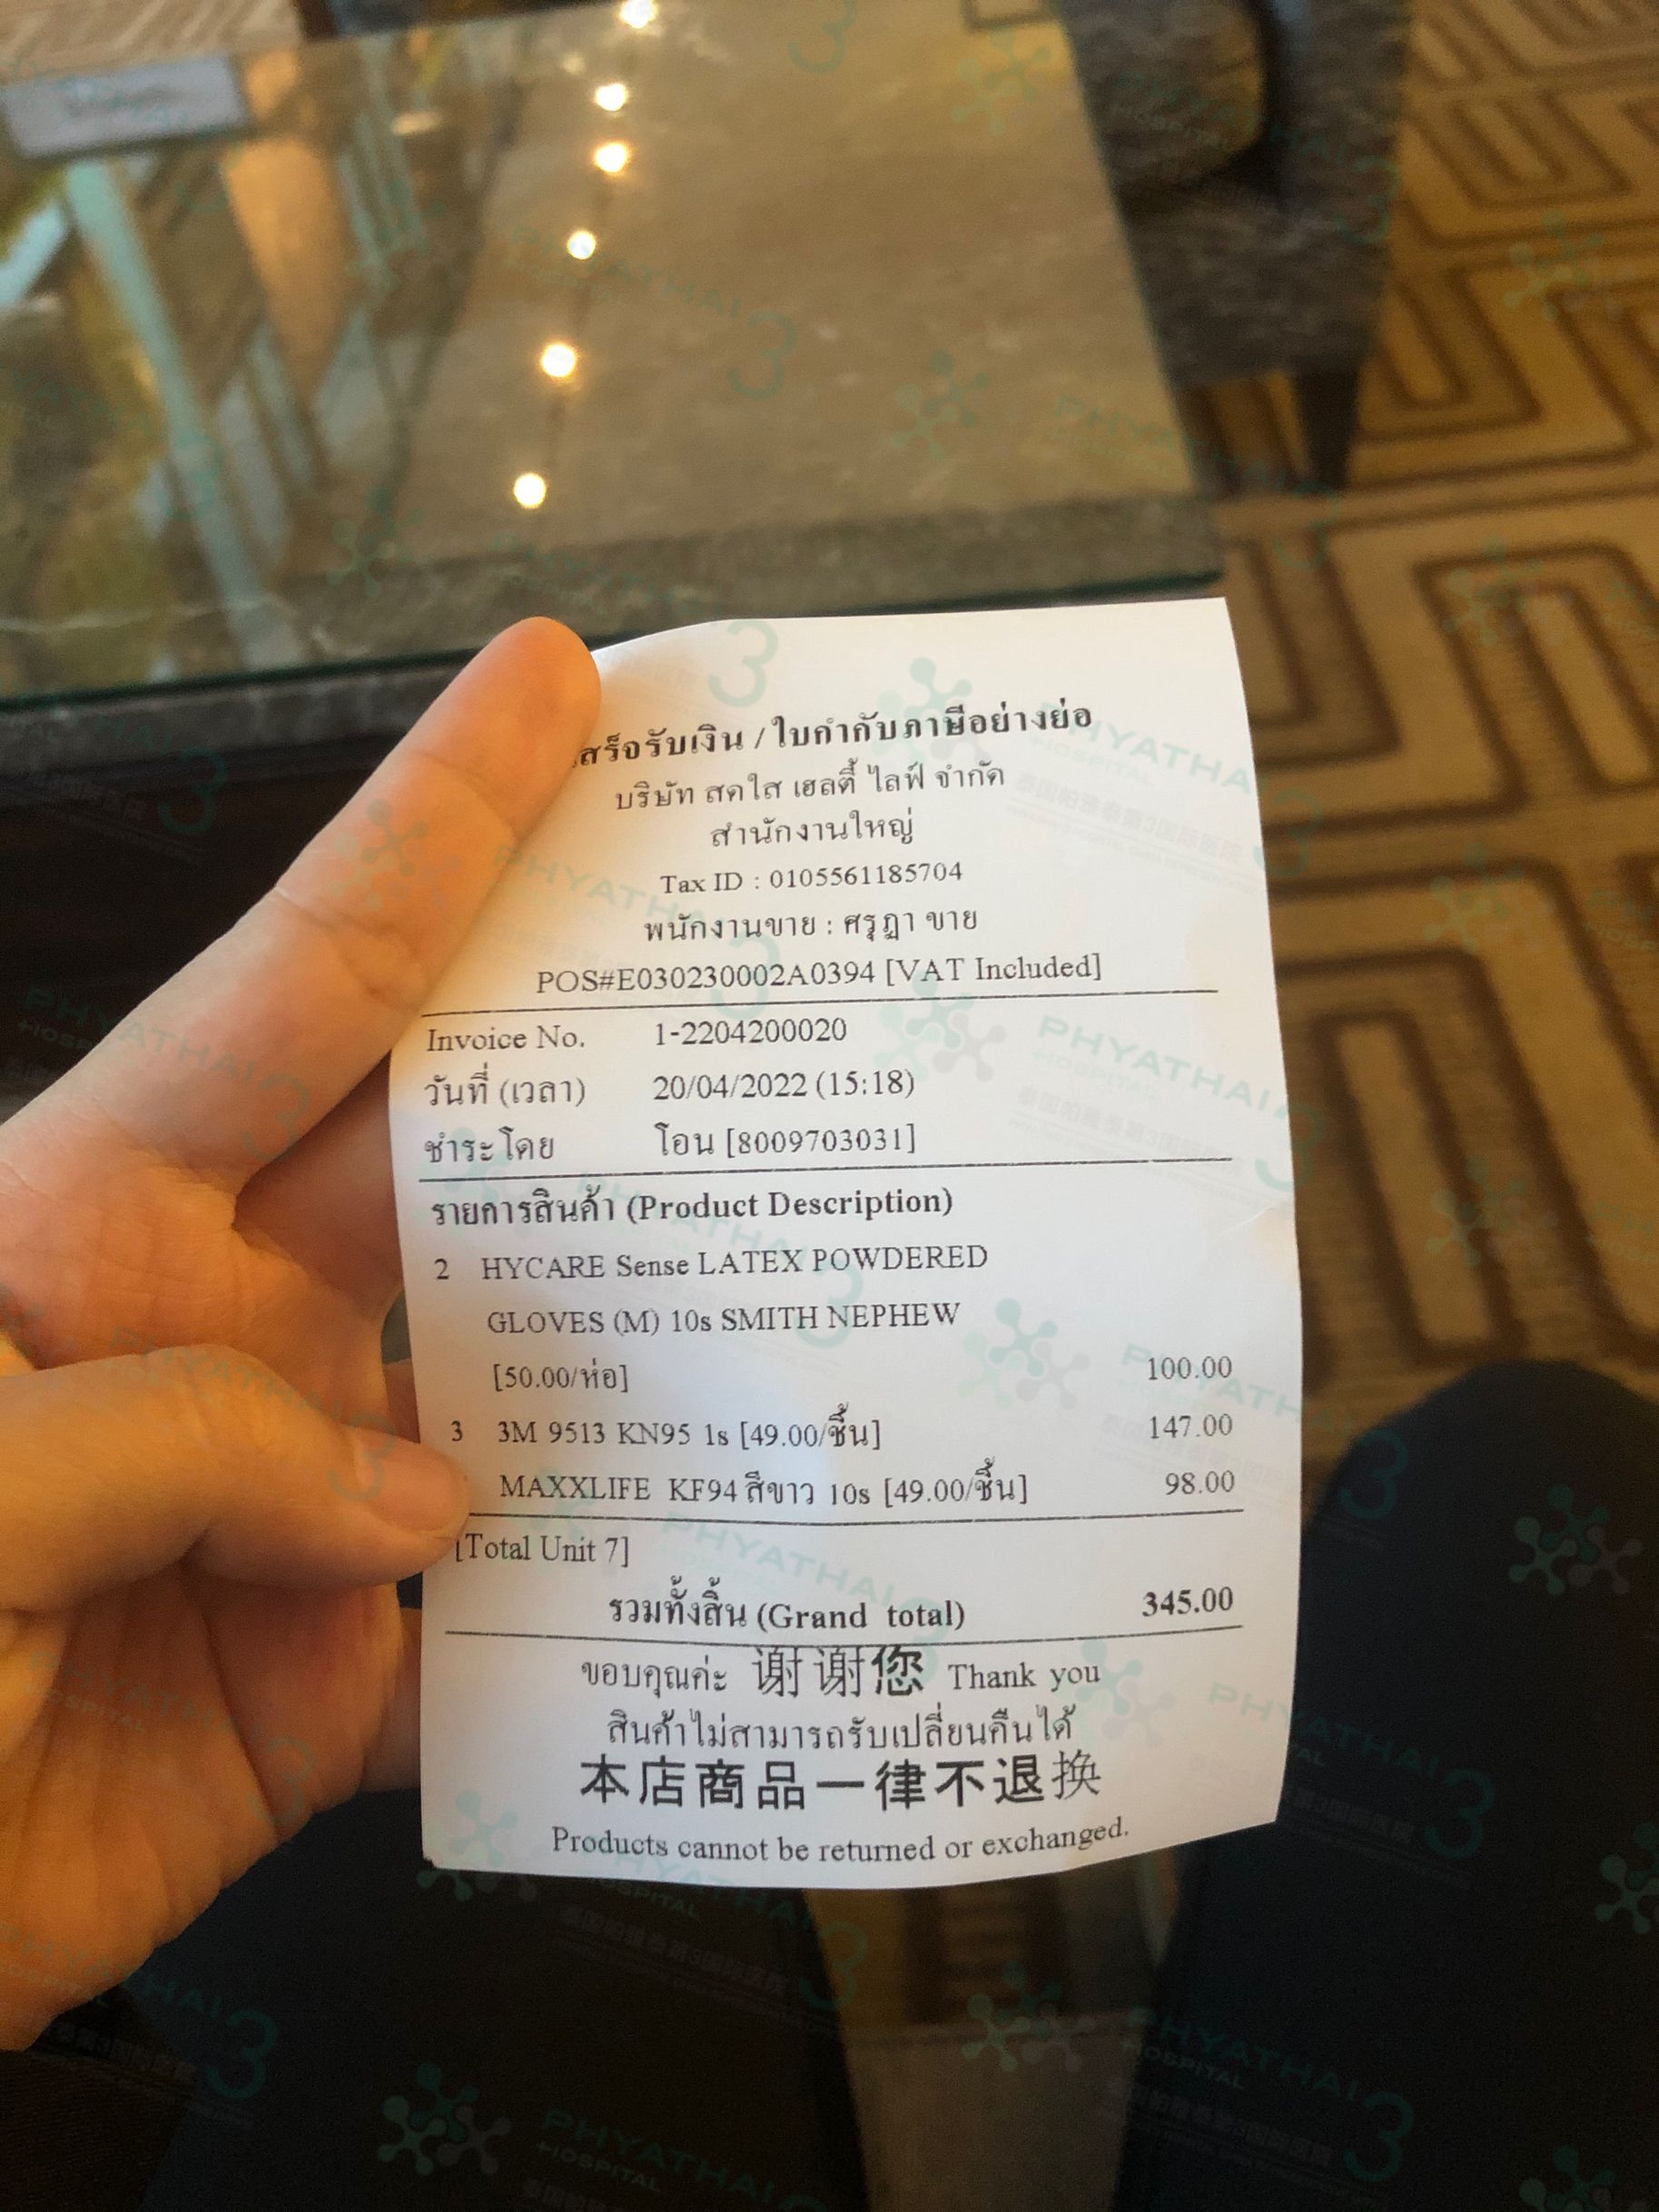 สร็จรับเงิน / ใบกำกับภาษีอย่างย่อ
บริษัท สดใส เฮลตี้ ไลฟ์ จำกัด
สำนักงานใหญ่
Tax ID : 0105561185704
พนักงานขาย : ศรุฏา ขาย
POS#E030230002A0394 [VAT Included]
Invoice No. 1-2204200020
วันที่ (เวลา) 20/04/2022 (15:18)
ชำระโดย โอน [8009703031]
รายการสินค้า (Product Description)
2 HYCARE Sense LATEX POWDERED
GLOVES (M) 10s SMITH NEPHEW
[50.00/ห่อ] 100.00
3 3M 9513 KN95 1s [49.00/ชิ้น] 147.00
MAXXLIFE KF94 สีขาว 10s [49.00/ชิ้น] 98.00
[Total Unit 7]
รวมทั้งสิ้น (Grand total) 345.00
ขอบคุณค่ะ 谢谢您 Thank you
สินค้าไม่สามารถรับเปลี่ยนคืนได้
本店商品一律不退换
Products cannot be returned or exchanged.
PHYATHAI 3
HOSPITAL